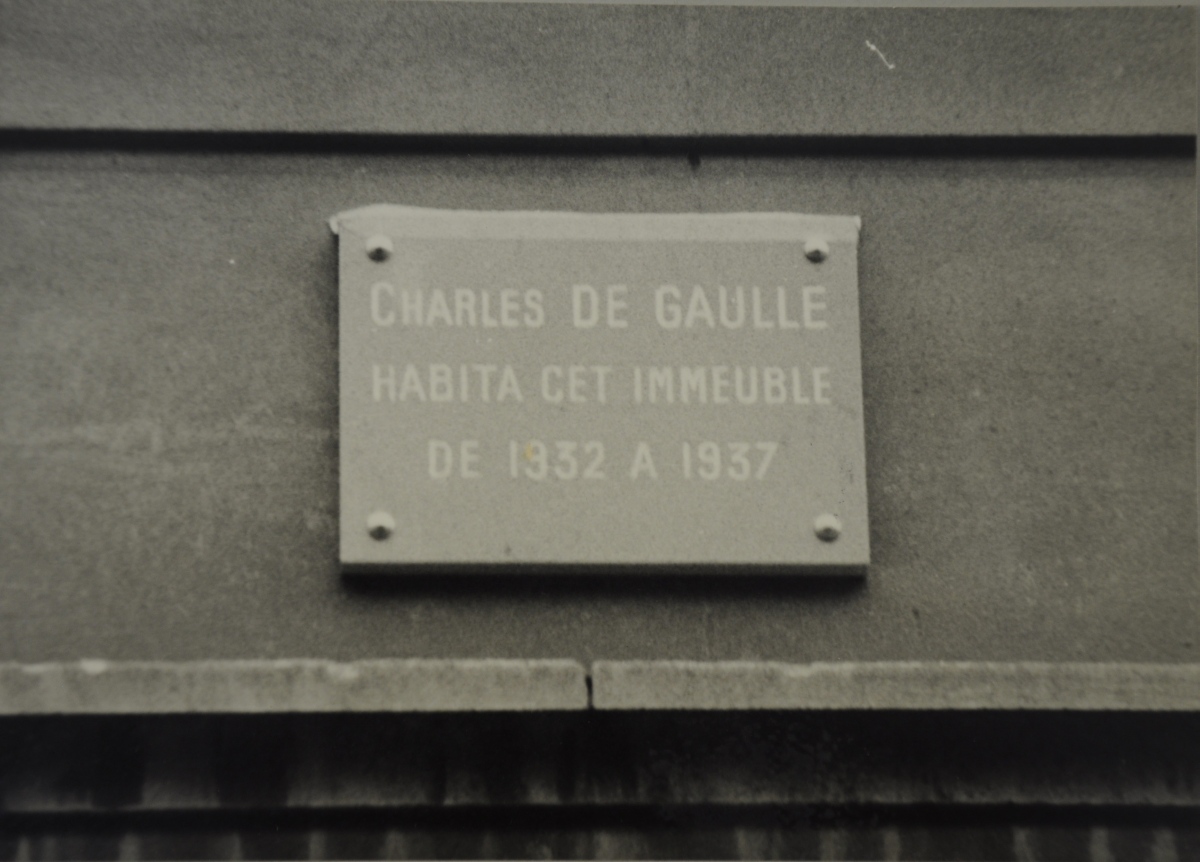 CHARLES DE GAULLE
HABITA CET IMMEUBLE
DE 1932 A 1937